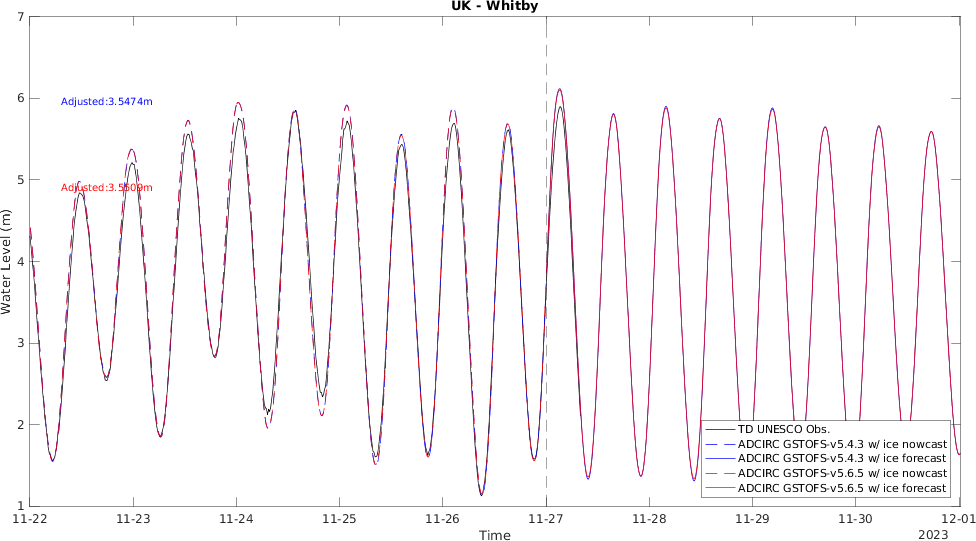 UK - Whitby
7
6
5
4
3
2
1
Water Level (m)
Adjusted:3.5474m
Adjusted:3.5509m
TD UNESCO Obs.
ADCIRC GSTOFS-v5.4.3 w/ ice nowcast
ADCIRC GSTOFS-v5.4.3 w/ ice forecast
ADCIRC GSTOFS-v5.6.5 w/ ice nowcast
ADCIRC GSTOFS-v5.6.5 w/ ice forecast
11-22 11-23 11-24 11-25 11-26 11-27 11-28 11-29 11-30 12-01
Time
2023